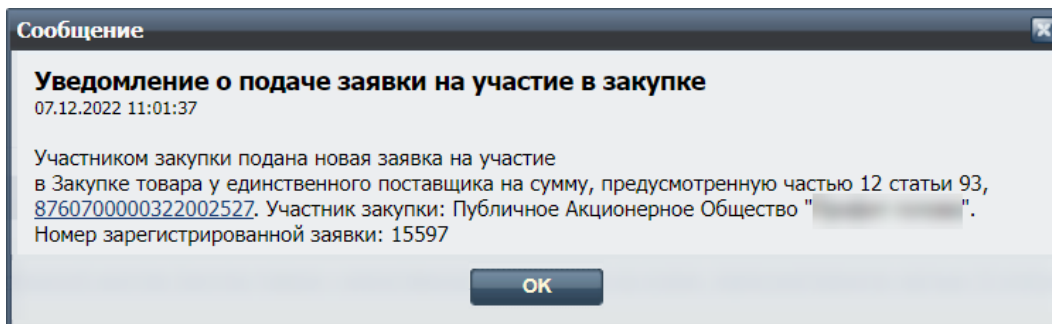 Сообщение
Уведомление о подаче заявки на участие в закупке
07.12.2022 11:01:37
Участником закупки подана новая заявка на участие
в Закупке товара у единственного поставщика на сумму, предусмотренную частью 12 статьи 93,
8760700000322002527. Участник закупки: Публичное Акционерное Общество " ".
Номер зарегистрированной заявки: 15597
OK